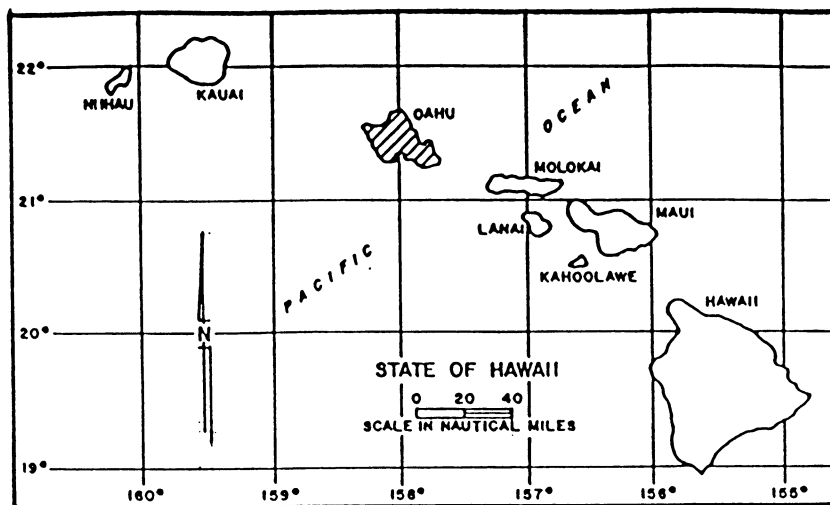 22°
NIIHAU
KAUAI
OAHU
OCEAN
MOLOKAI
21°
LANAI
MAUI
KAHOOLAWE
PACIFIC
HAWAII
20°
N
STATE OF HAWAII
0 20 40
SCALE IN NAUTICAL MILES
19°
160° 159° 158° 157° 156° 155°